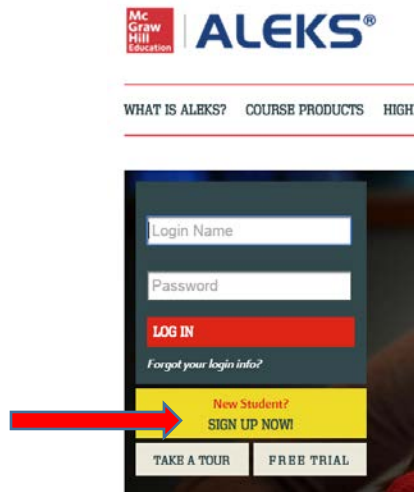 Mc
Graw
Hill
Education
ALEKS®
WHAT IS ALEKS? COURSE PRODUCTS HIGH
Login Name
Password
LOG IN
Forgot your login info?
New Student?
SIGN UP NOW!
TAKE A TOUR FREE TRIAL